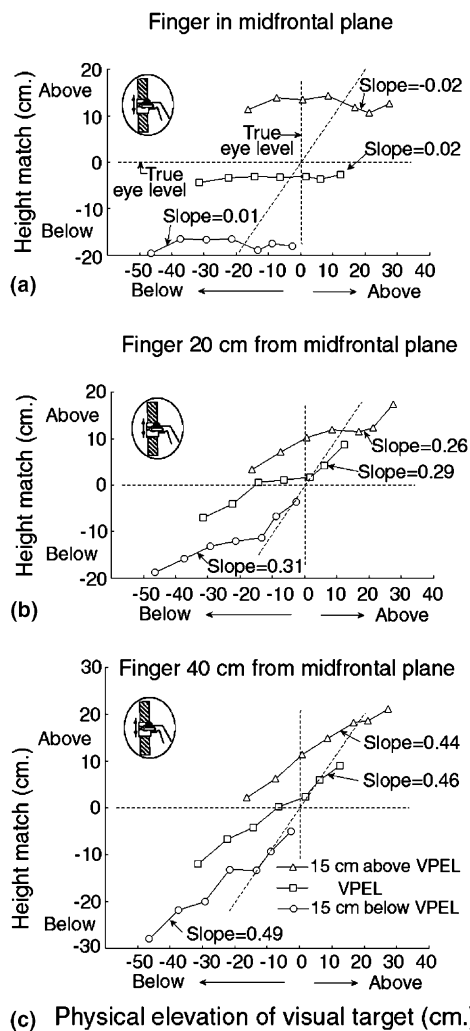 Finger in midfrontal plane
20
Above
10
0
-10
Below
-20
Height match (cm.)
Slope=-0.02
True
eye level
Slope=0.02
True
eye level
Slope=0.01
-50 -40 -30 -20 -10 0 10 20 30 40
(a) Below Above
Finger 20 cm from midfrontal plane
20
Above
10
0
-10
Below
-20
Height match (cm.)
Slope=0.26
Slope=0.29
Slope=0.31
-50 -40 -30 -20 -10 0 10 20 30 40
(b) Below Above
Finger 40 cm from midfrontal plane
30
20
Above
10
0
-10
-20
Below
-30
Height match (cm.)
Slope=0.44
Slope=0.46
15 cm above VPEL
VPEL
15 cm below VPEL
Slope=0.49
-50 -40 -30 -20 -10 0 10 20 30 40
Below Above
(c) Physical elevation of visual target (cm.)